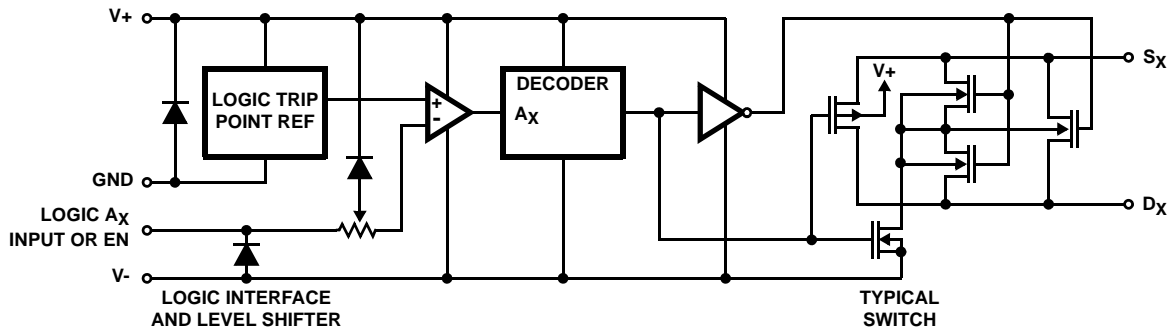 V+
LOGIC TRIP
POINT REF
GND
LOGIC AX
INPUT OR EN
V-
LOGIC INTERFACE
AND LEVEL SHIFTER
+
-
DECODER
AX
V+
SX
DX
TYPICAL
SWITCH